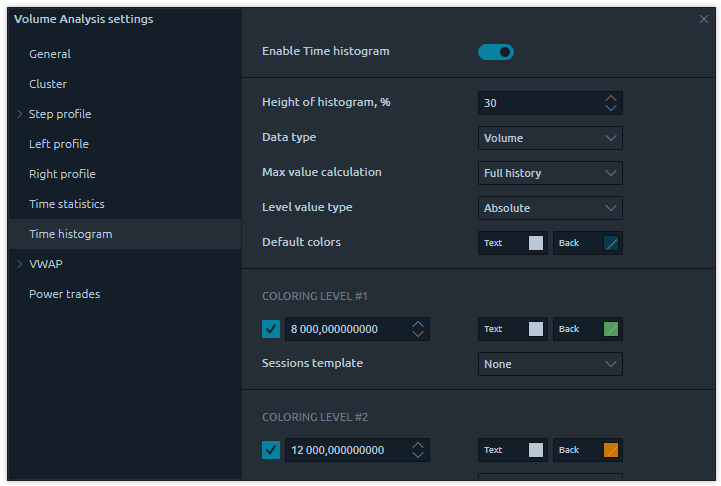 Volume Analysis settings
General
Cluster
Step profile
Left profile
Right profile
Time statistics
Time histogram
VWAP
Power trades
Enable Time histogram
Height of histogram, % 30
Data type Volume
Max value calculation Full history
Level value type Absolute
Default colors Text Back
COLORING LEVEL #1
8 000,000000000 Text Back
Sessions template None
COLORING LEVEL #2
12 000,000000000 Text Back